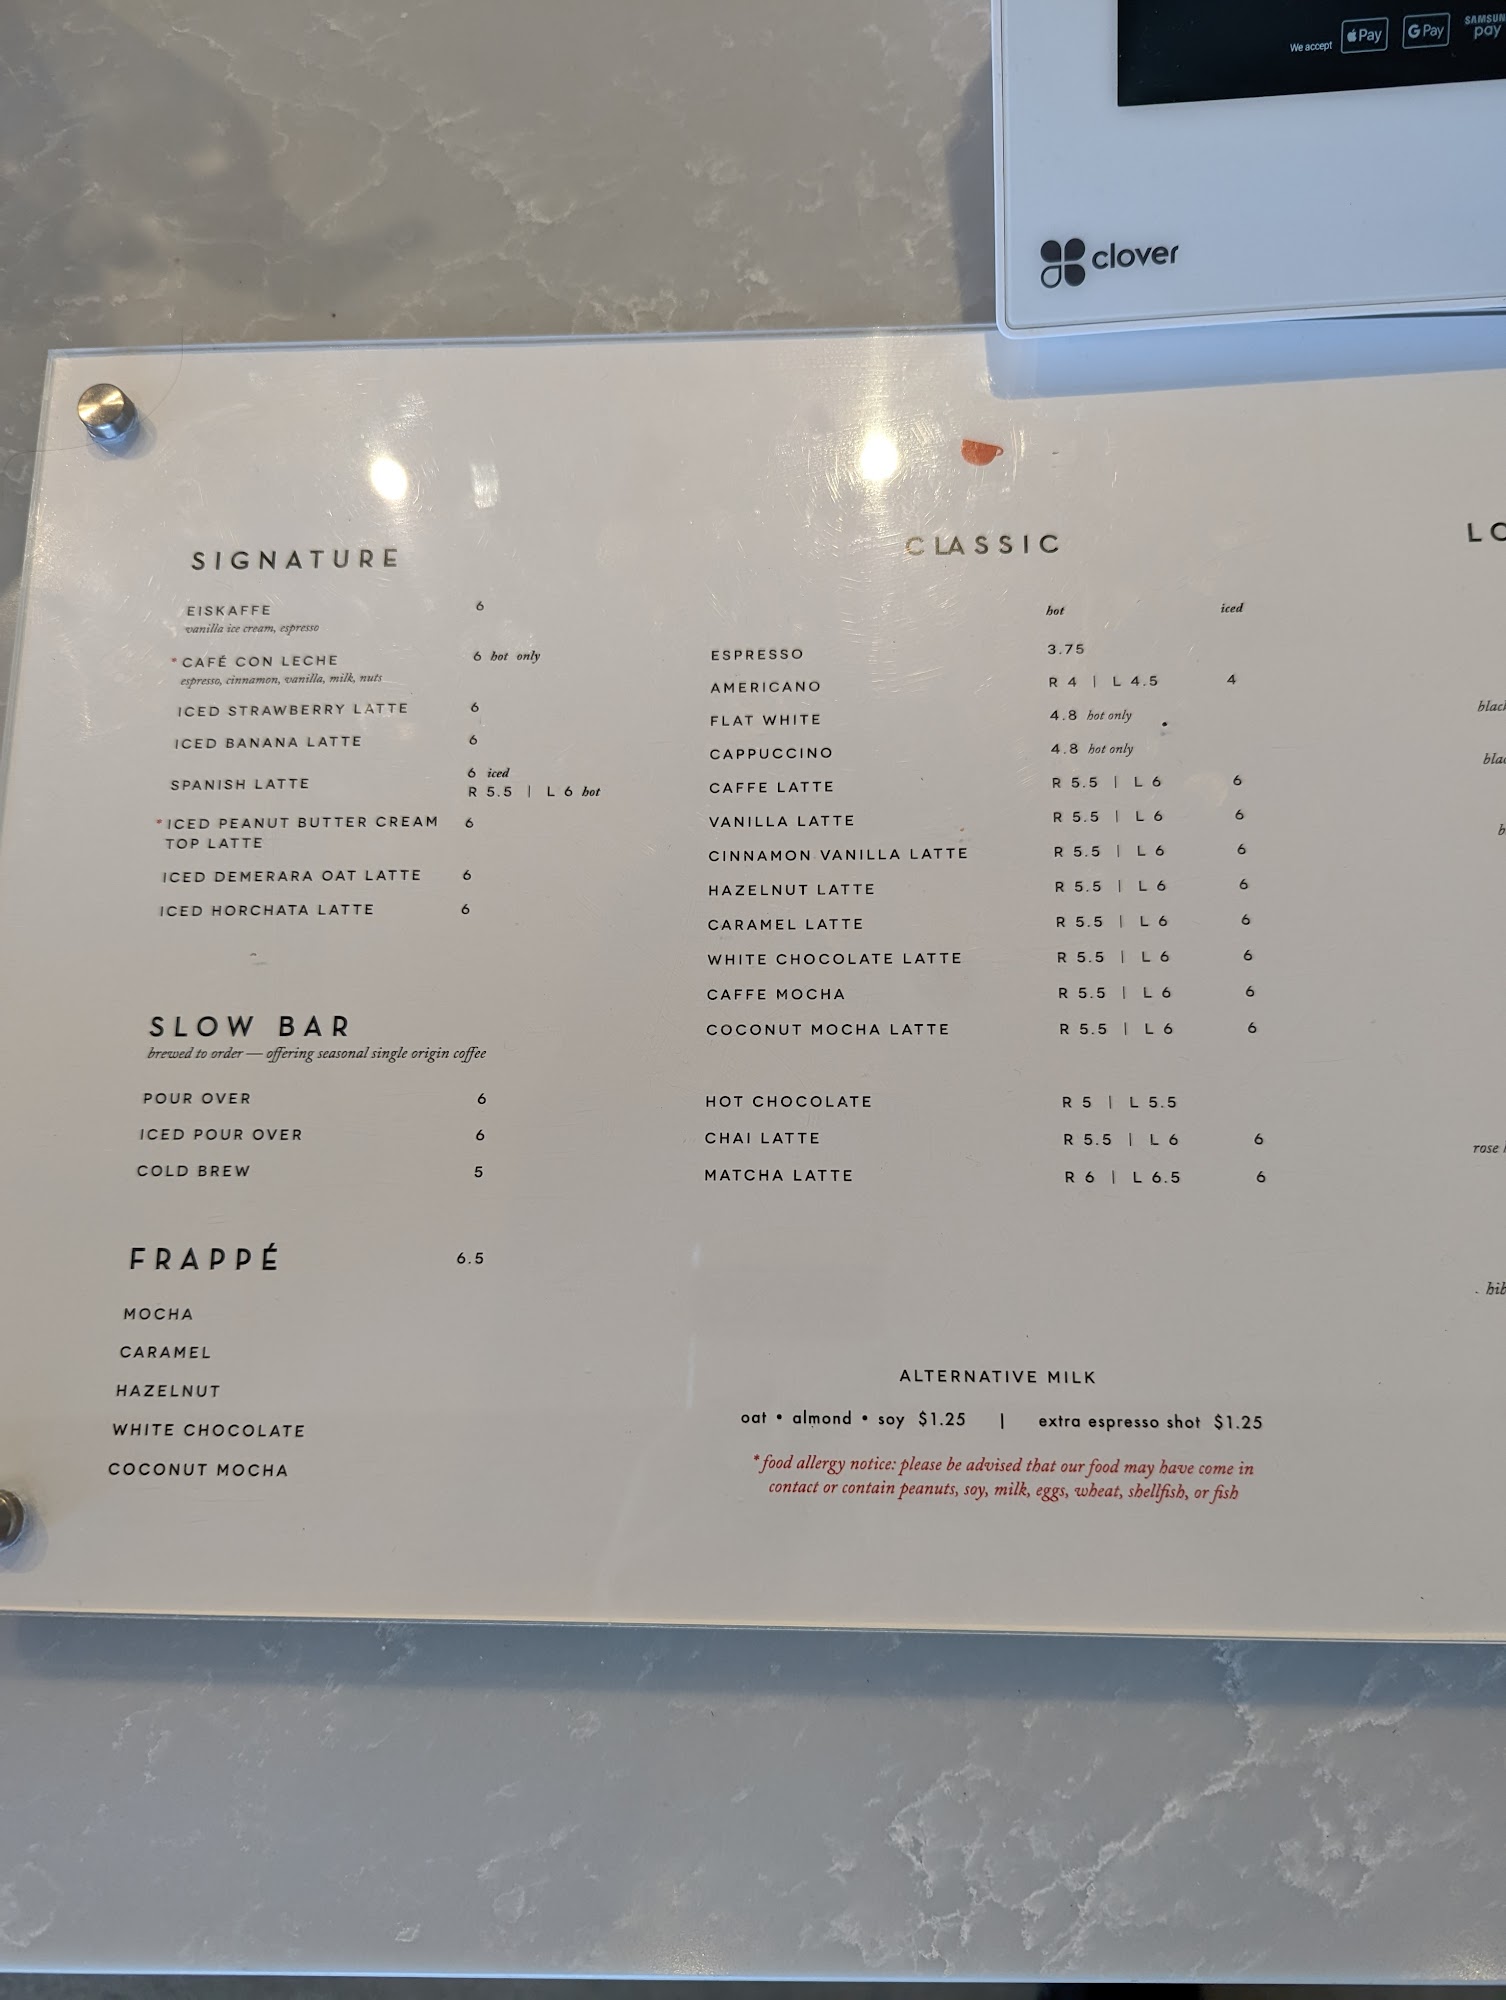 We accept Pay G Pay SAMSUNG pay
clover
SIGNATURE
EISKAFFE 6
vanilla ice cream, espresso
*CAFÉ CON LECHE 6 hot only
espresso, cinnamon, vanilla, milk, nuts
ICED STRAWBERRY LATTE 6
ICED BANANA LATTE 6
SPANISH LATTE 6 iced
R 5.5 | L 6 hot
*ICED PEANUT BUTTER CREAM 6
TOP LATTE
ICED DEMERARA OAT LATTE 6
ICED HORCHATA LATTE 6
SLOW BAR
brewed to order — offering seasonal single origin coffee
POUR OVER 6
ICED POUR OVER 6
COLD BREW 5
FRAPPÉ 6.5
MOCHA
CARAMEL
HAZELNUT
WHITE CHOCOLATE
COCONUT MOCHA
CLASSIC
hot iced
ESPRESSO 3.75
AMERICANO R 4 | L 4.5 4
FLAT WHITE 4.8 hot only
CAPPUCCINO 4.8 hot only
CAFFE LATTE R 5.5 | L 6 6
VANILLA LATTE R 5.5 | L 6 6
CINNAMON VANILLA LATTE R 5.5 | L 6 6
HAZELNUT LATTE R 5.5 | L 6 6
CARAMEL LATTE R 5.5 | L 6 6
WHITE CHOCOLATE LATTE R 5.5 | L 6 6
CAFFE MOCHA R 5.5 | L 6 6
COCONUT MOCHA LATTE R 5.5 | L 6 6
HOT CHOCOLATE R 5 | L 5.5
CHAI LATTE R 5.5 | L 6 6
MATCHA LATTE R 6 | L 6.5 6
ALTERNATIVE MILK
oat • almond • soy $1.25 | extra espresso shot $1.25
*food allergy notice: please be advised that our food may have come in
contact or contain peanuts, soy, milk, eggs, wheat, shellfish, or fish
rose